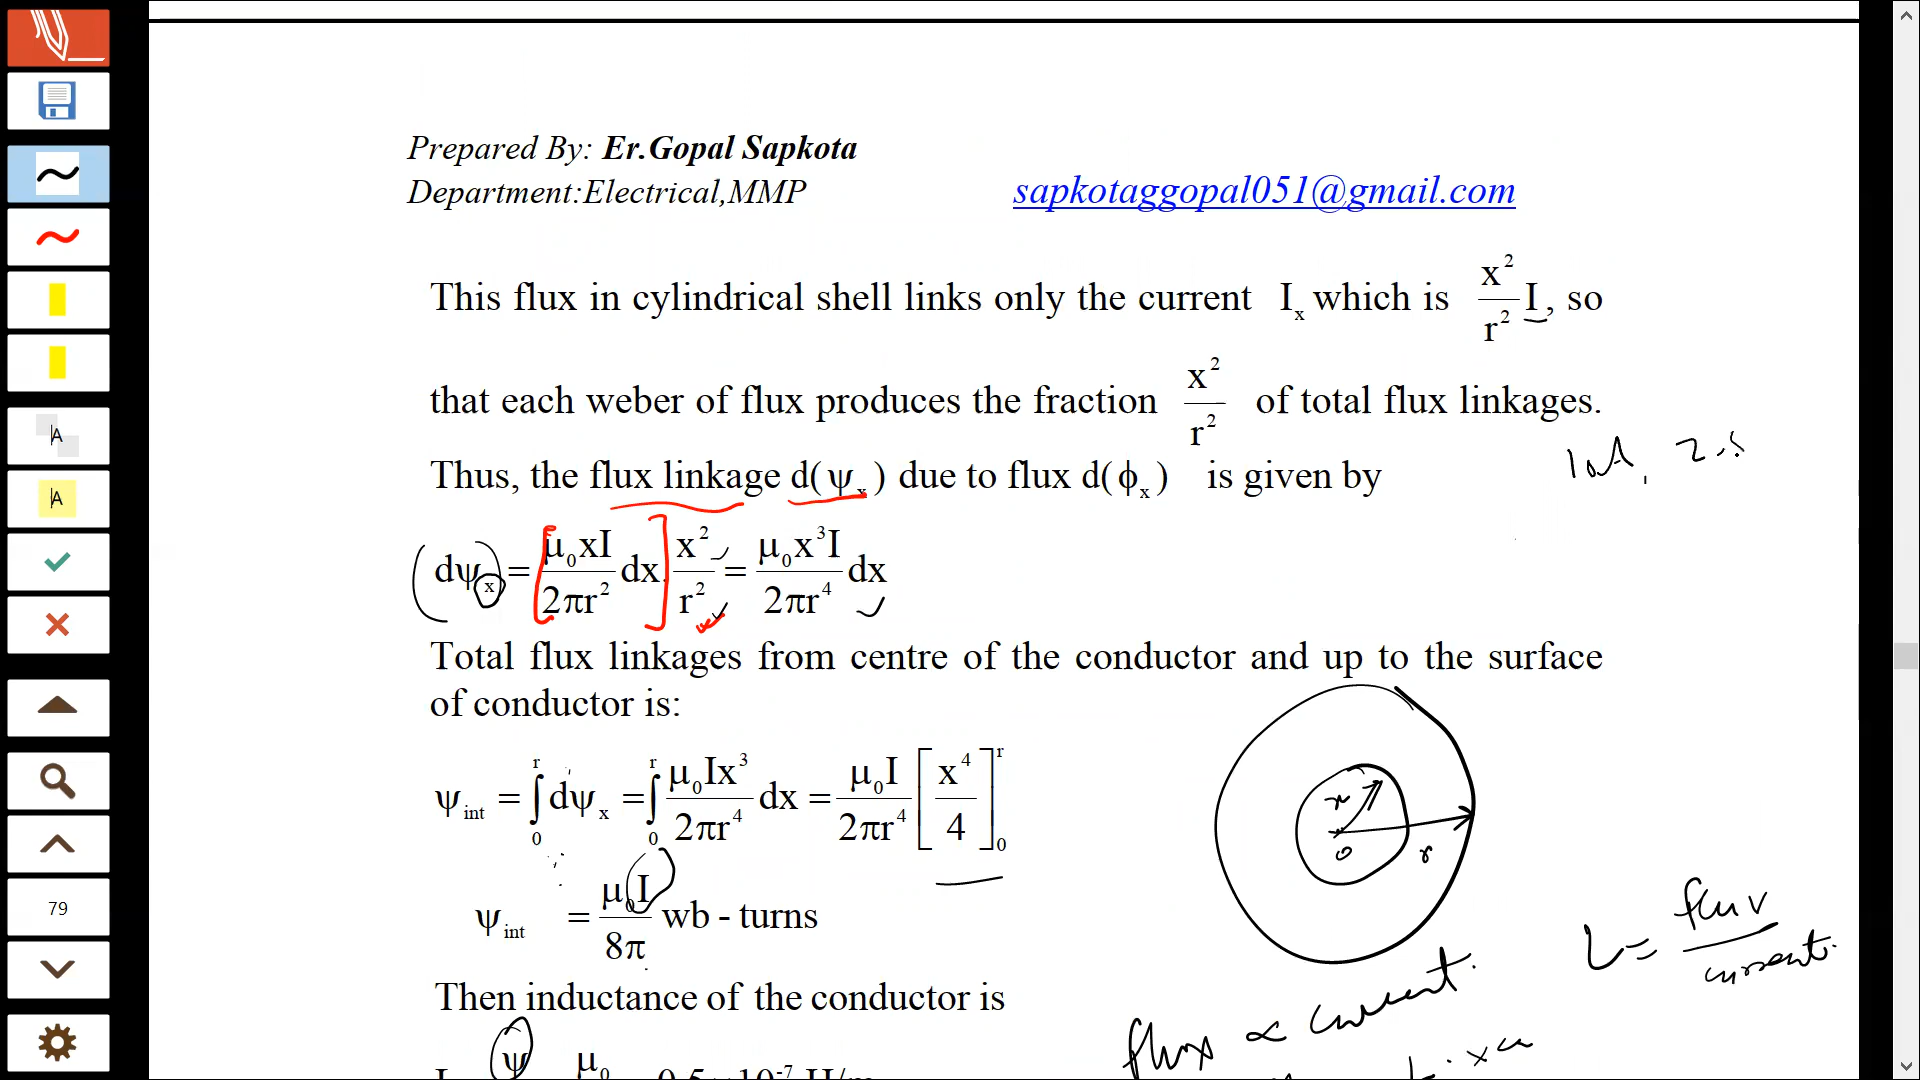 Prepared By: Er.Gopal Sapkota
Department:Electrical,MMP sapkotaggopal051@gmail.com
This flux in cylindrical shell links only the current Iₓ which is x²/r² I, so
that each weber of flux produces the fraction x²/r² of total flux linkages.
Thus, the flux linkage d(ψₓ) due to flux d(ϕₓ) is given by
dψₓ = μ₀xI/2πr² dx. x²/r² = μ₀x³I/2πr⁴ dx
Total flux linkages from centre of the conductor and up to the surface
of conductor is:
ψ int = ∫₀ʳ dψₓ = ∫₀ʳ μ₀Ix³/2πr⁴ dx = μ₀I/2πr⁴ [x⁴/4]₀ʳ
r
o
L = flux/current
ψ int = μ₀I/8π wb - turns
Then inductance of the conductor is
flux ∝ current.
A
A
79